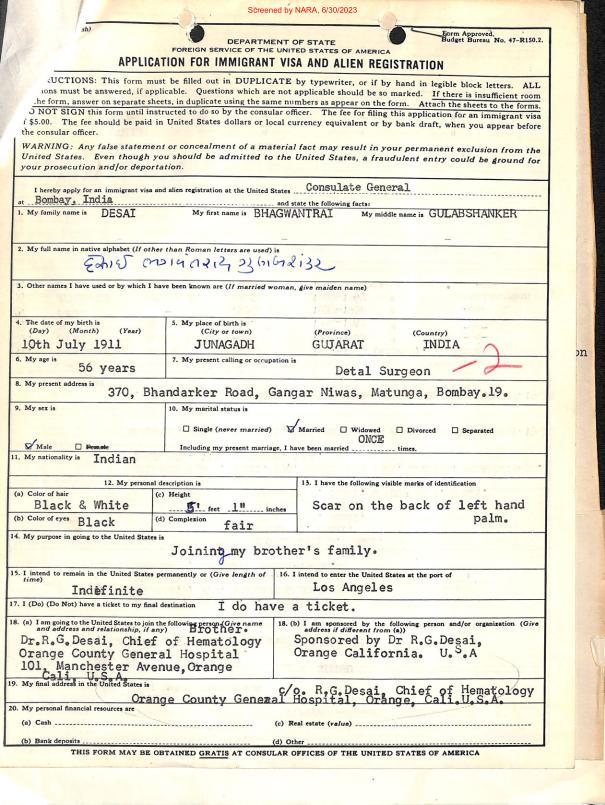 Screened by NARA, 6/30/2023
Form Approved.
Budget Bureau No. 47-R150.2.
DEPARTMENT OF STATE
FOREIGN SERVICE OF THE UNITED STATES OF AMERICA
APPLICATION FOR IMMIGRANT VISA AND ALIEN REGISTRATION
UCTIONS: This form must be filled out in DUPLICATE by typewriter, or if by hand in legible block letters. ALL
ons must be answered, if applicable. Questions which are not applicable should be so marked. If there is insufficient room
the form, answer on separate sheets, in duplicate using the same numbers as appear on the form. Attach the sheets to the forms.
O NOT SIGN this form until instructed to do so by the consular officer. The fee for filing this application for an immigrant visa
$5.00. The fee should be paid in United States dollars or local currency equivalent or by bank draft, when you appear before
the consular officer.
WARNING: Any false statement or concealment of a material fact may result in your permanent exclusion from the
United States. Even though you should be admitted to the United States, a fraudulent entry could be ground for
your prosecution and/or deportation.
I hereby apply for an immigrant visa and alien registration at the United States Consulate General
at Bombay, India and state the following facts:
1. My family name is DESAI My first name is BHAGWANTRAI My middle name is GULABSHANKER
2. My full name in native alphabet (If other than Roman letters are used) is
3. Other names I have used or by which I have been known are (If married woman, give maiden name)
4. The date of my birth is 5. My place of birth is
(Day) (Month) (Year) (City or town) (Province) (Country)
10th July 1911 JUNAGADH GUJARAT INDIA
6. My age is 56 years 7. My present calling or occupation is Detal Surgeon -2
8. My present address is
370, Bhandarker Road, Gangar Niwas, Matunga, Bombay.19.
9. My sex is 10. My marital status is
Single (never married) Married Widowed Divorced Separated
Male Female Including my present marriage, I have been married ONCE times.
11. My nationality is Indian
12. My personal description is 13. I have the following visible marks of identification
(a) Color of hair Black & White (c) Height 5' feet 1" inches
Scar on the back of left hand
palm.
(b) Color of eyes Black (d) Complexion fair
14. My purpose in going to the United States is
Joining my brother's family.
15. I intend to remain in the United States permanently or (Give length of
time) Indefinite
16. I intend to enter the United States at the port of
Los Angeles
17. I (Do) (Do Not) have a ticket to my final destination I do have a ticket.
18. (a) I am going to the United States to join the following person (Give name
and address and relationship, if any) Brother.
Dr.R.G.Desai, Chief of Hematology
Orange County General Hospital
101, Manchester Avenue,Orange
Cali, U.S.A.
18. (b) I am sponsored by the following person and/or organization (Give
address if different from (a))
Sponsored by Dr R.G.Desai,
Orange California. U.S.A
19. My final address in the United States is c/o. R.G.Desai, Chief of Hematology
Orange County General Hospital, Orange, Cali.U.S.A.
20. My personal financial resources are
(a) Cash (c) Real estate (value)
(b) Bank deposits (d) Other
THIS FORM MAY BE OBTAINED GRATIS AT CONSULAR OFFICES OF THE UNITED STATES OF AMERICA
on